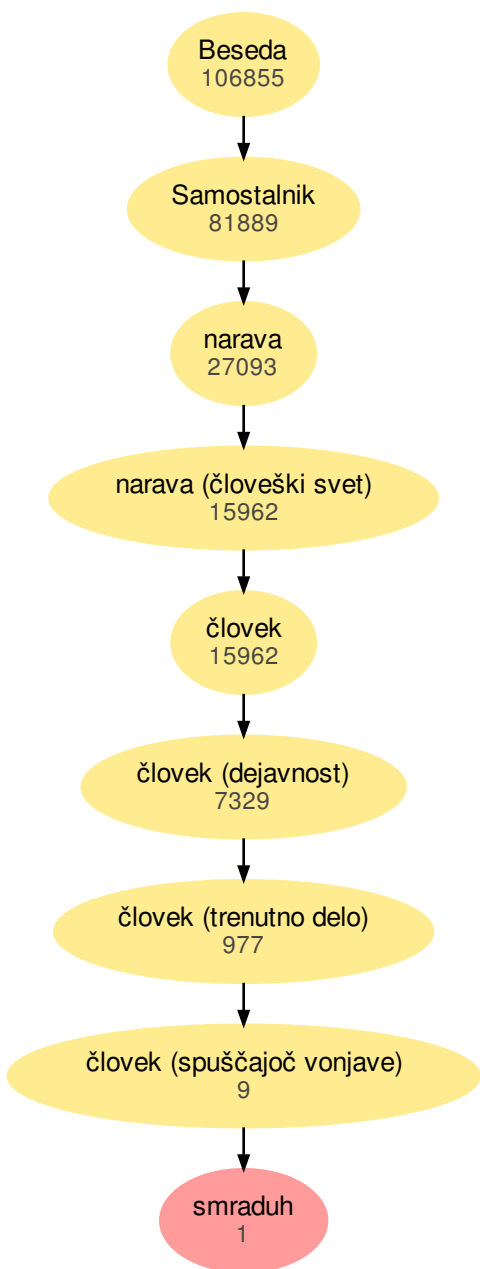 Beseda
106855
Samostalnik
81889
narava
27093
narava (človeški svet)
15962
človek
15962
človek (dejavnost)
7329
človek (trenutno delo)
977
človek (spuščajoč vonjave)
9
smraduh
1